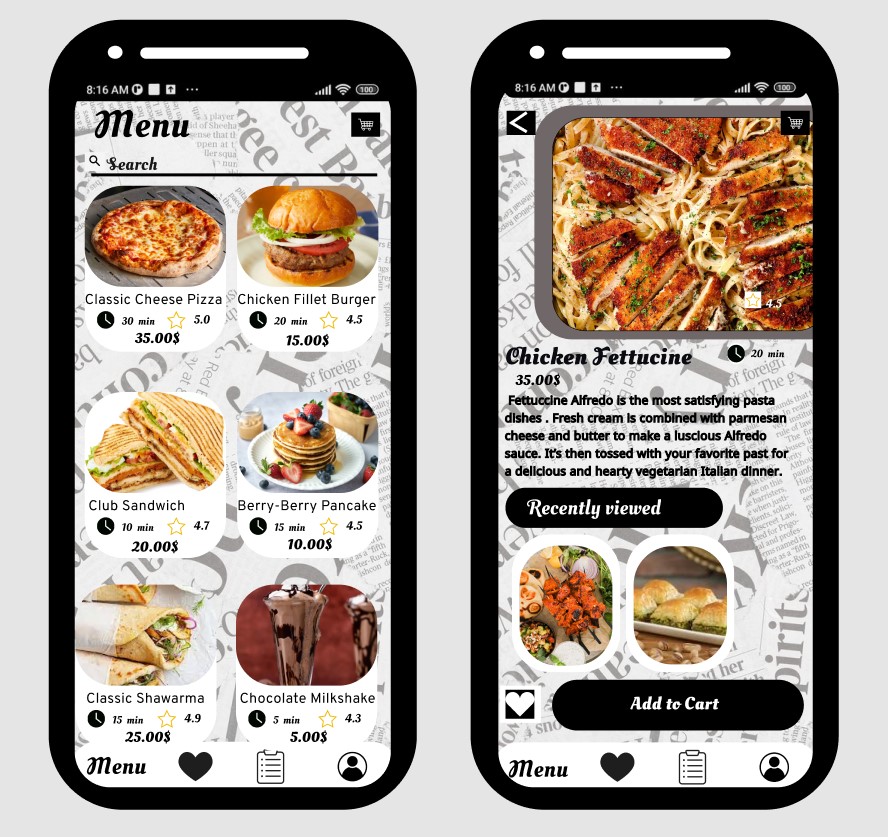 8:16 AM
100
Menu
Search
Classic Cheese Pizza
30 min
5.0
35.00$
Chicken Fillet Burger
20 min
4.5
15.00$
Club Sandwich
10 min
4.7
20.00$
Berry-Berry Pancake
15 min
4.5
10.00$
Classic Shawarma
15 min
4.9
25.00$
Chocolate Milkshake
5 min
4.3
5.00$
Menu
8:16 AM
100
4.5
Chicken Fettucine
20 min
35.00$
Fettuccine Alfredo is the most satisfying pasta
dishes . Fresh cream is combined with parmesan
cheese and butter to make a luscious Alfredo
sauce. It's then tossed with your favorite past for
a delicious and hearty vegetarian Italian dinner.
Recently viewed
Add to Cart
Menu